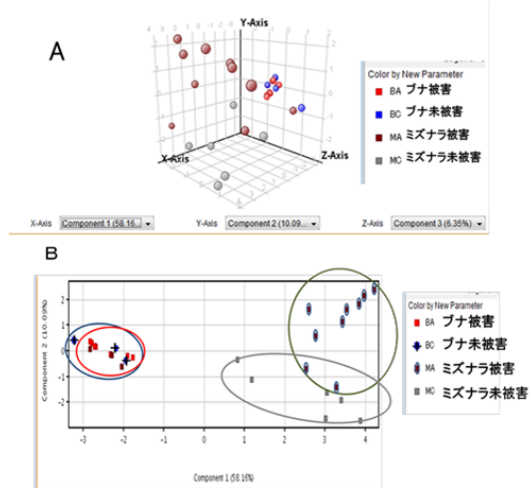 A
Y-Axis
X-Axis
Z-Axis
Color by New Parameter
BA ブナ被害
BC ブナ未被害
MA ミズナラ被害
MC ミズナラ未被害
X-Axis Component 1 (58.16...
Y-Axis Component 2 (10.09...
Z-Axis Component 3 (6.35%)
B
Component 2 (10.09%)
2
1
0
-1
-2
-3
-2
-1
0
1
2
3
4
Component 1 (58.16%)
Color by New Parameter
BA ブナ被害
BC ブナ未被害
MA ミズナラ被害
MC ミズナラ未被害